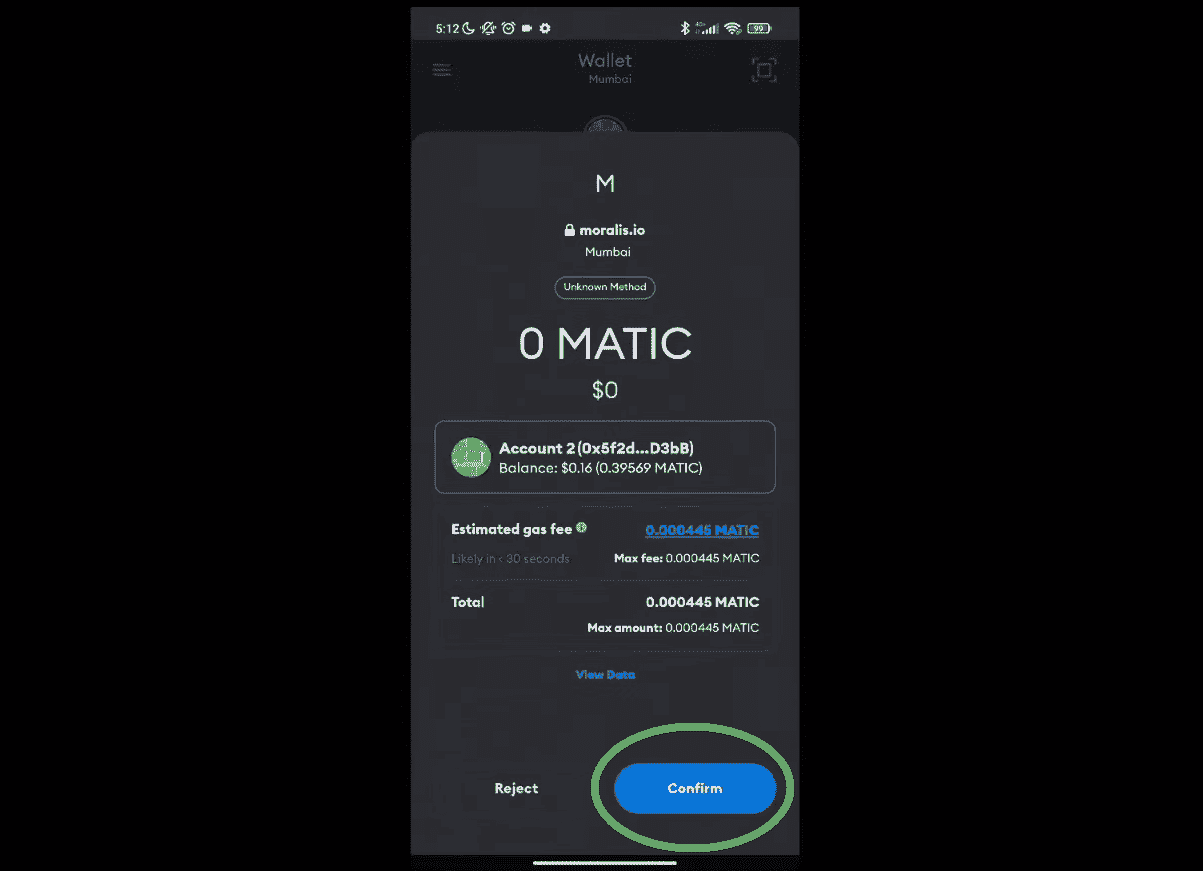 5:12
99
Wallet
Mumbai
M
moralis.io
Mumbai
Unknown Method
0 MATIC
$0
Account 2 (0x5f2d...D3bB)
Balance: $0.16 (0.39569 MATIC)
Estimated gas fee 0.000445 MATIC
Likely in < 30 seconds Max fee: 0.000445 MATIC
Total 0.000445 MATIC
Max amount: 0.000445 MATIC
View Data
Reject Confirm